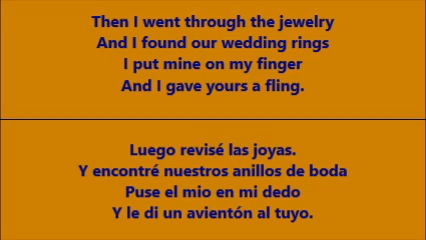 Then I went through the jewelry
And I found our wedding rings
I put mine on my finger
And I gave yours a fling.
Luego revisé las joyas.
Y encontré nuestros anillos de boda
Puse el mio en mi dedo
Y le di un avientón al tuyo.